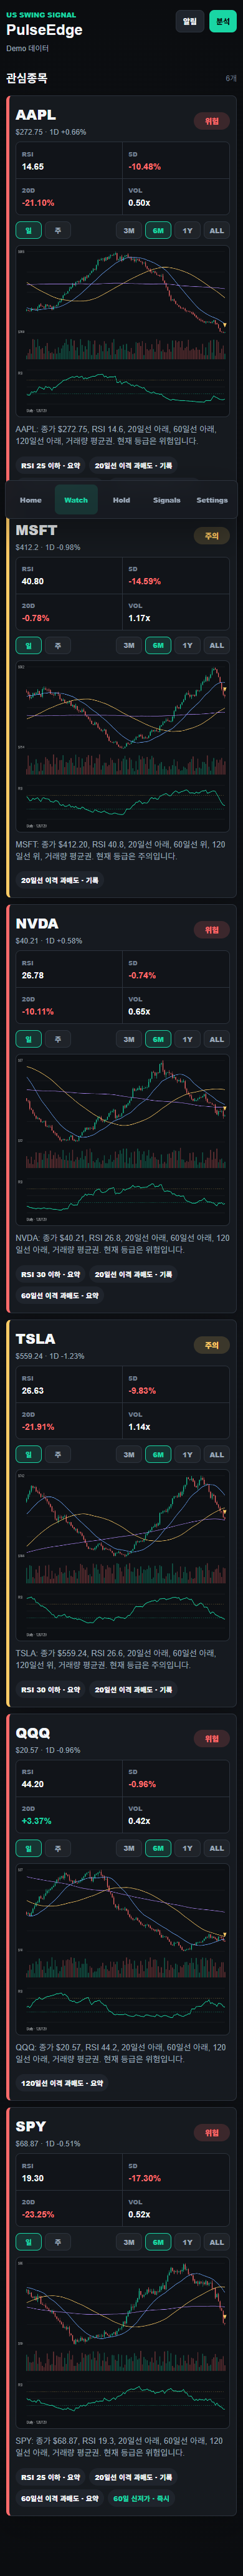 US SWING SIGNAL
PulseEdge
Demo 데이터
알림
분석
관심종목
6개
AAPL
위험
$272.75 · 1D +0.66%
RSI
14.65
5D
-10.48%
20D
-21.10%
VOL
0.50x
일
주
3M
6M
1Y
ALL
AAPL: 종가 $272.75, RSI 14.6, 20일선 아래, 60일선 아래,
120일선 아래, 거래량 평균권. 현재 등급은 위험입니다.
RSI 25 이하 · 요약
20일선 이격 과매도 · 기록
Home
Watch
Hold
Signals
Settings
MSFT
주의
$412.2 · 1D -0.98%
RSI
40.80
5D
-14.59%
20D
-0.78%
VOL
1.17x
일
주
3M
6M
1Y
ALL
MSFT: 종가 $412.20, RSI 40.8, 20일선 아래, 60일선 위, 120
일선 위, 거래량 평균권. 현재 등급은 주의입니다.
20일선 이격 과매도 · 기록
NVDA
위험
$40.21 · 1D +0.58%
RSI
26.78
5D
-0.74%
20D
-10.11%
VOL
0.65x
일
주
3M
6M
1Y
ALL
NVDA: 종가 $40.21, RSI 26.8, 20일선 아래, 60일선 아래, 120
일선 아래, 거래량 평균권. 현재 등급은 위험입니다.
RSI 30 이하 · 요약
20일선 이격 과매도 · 기록
60일선 이격 과매도 · 요약
TSLA
주의
$559.24 · 1D -1.23%
RSI
26.63
5D
-9.83%
20D
-21.91%
VOL
1.14x
일
주
3M
6M
1Y
ALL
TSLA: 종가 $559.24, RSI 26.6, 20일선 아래, 60일선 아래,
120일선 위, 거래량 평균권. 현재 등급은 주의입니다.
RSI 30 이하 · 요약
20일선 이격 과매도 · 기록
QQQ
위험
$20.57 · 1D -0.96%
RSI
44.20
5D
-0.96%
20D
+3.37%
VOL
0.42x
일
주
3M
6M
1Y
ALL
QQQ: 종가 $20.57, RSI 44.2, 20일선 아래, 60일선 아래, 120
일선 아래, 거래량 평균권. 현재 등급은 위험입니다.
120일선 이격 과매도 · 요약
SPY
위험
$68.87 · 1D -0.51%
RSI
19.30
5D
-17.30%
20D
-23.25%
VOL
0.52x
일
주
3M
6M
1Y
ALL
SPY: 종가 $68.87, RSI 19.3, 20일선 아래, 60일선 아래, 120
일선 아래, 거래량 평균권. 현재 등급은 위험입니다.
RSI 25 이하 · 요약
20일선 이격 과매도 · 기록
60일선 이격 과매도 · 요약
60일 신저가 · 즉시